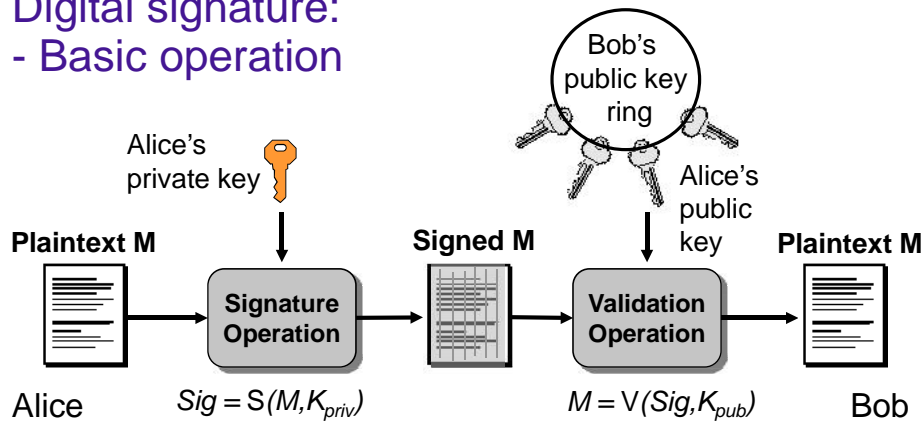 Digital signature:
- Basic operation
Bob's
public key
ring
Alice's
private key
Alice's
public
key
Plaintext M
Signed M
Plaintext M
Signature
Operation
Validation
Operation
Alice
Sig = S(M,Kpriv)
M = V(Sig,Kpub)
Bob